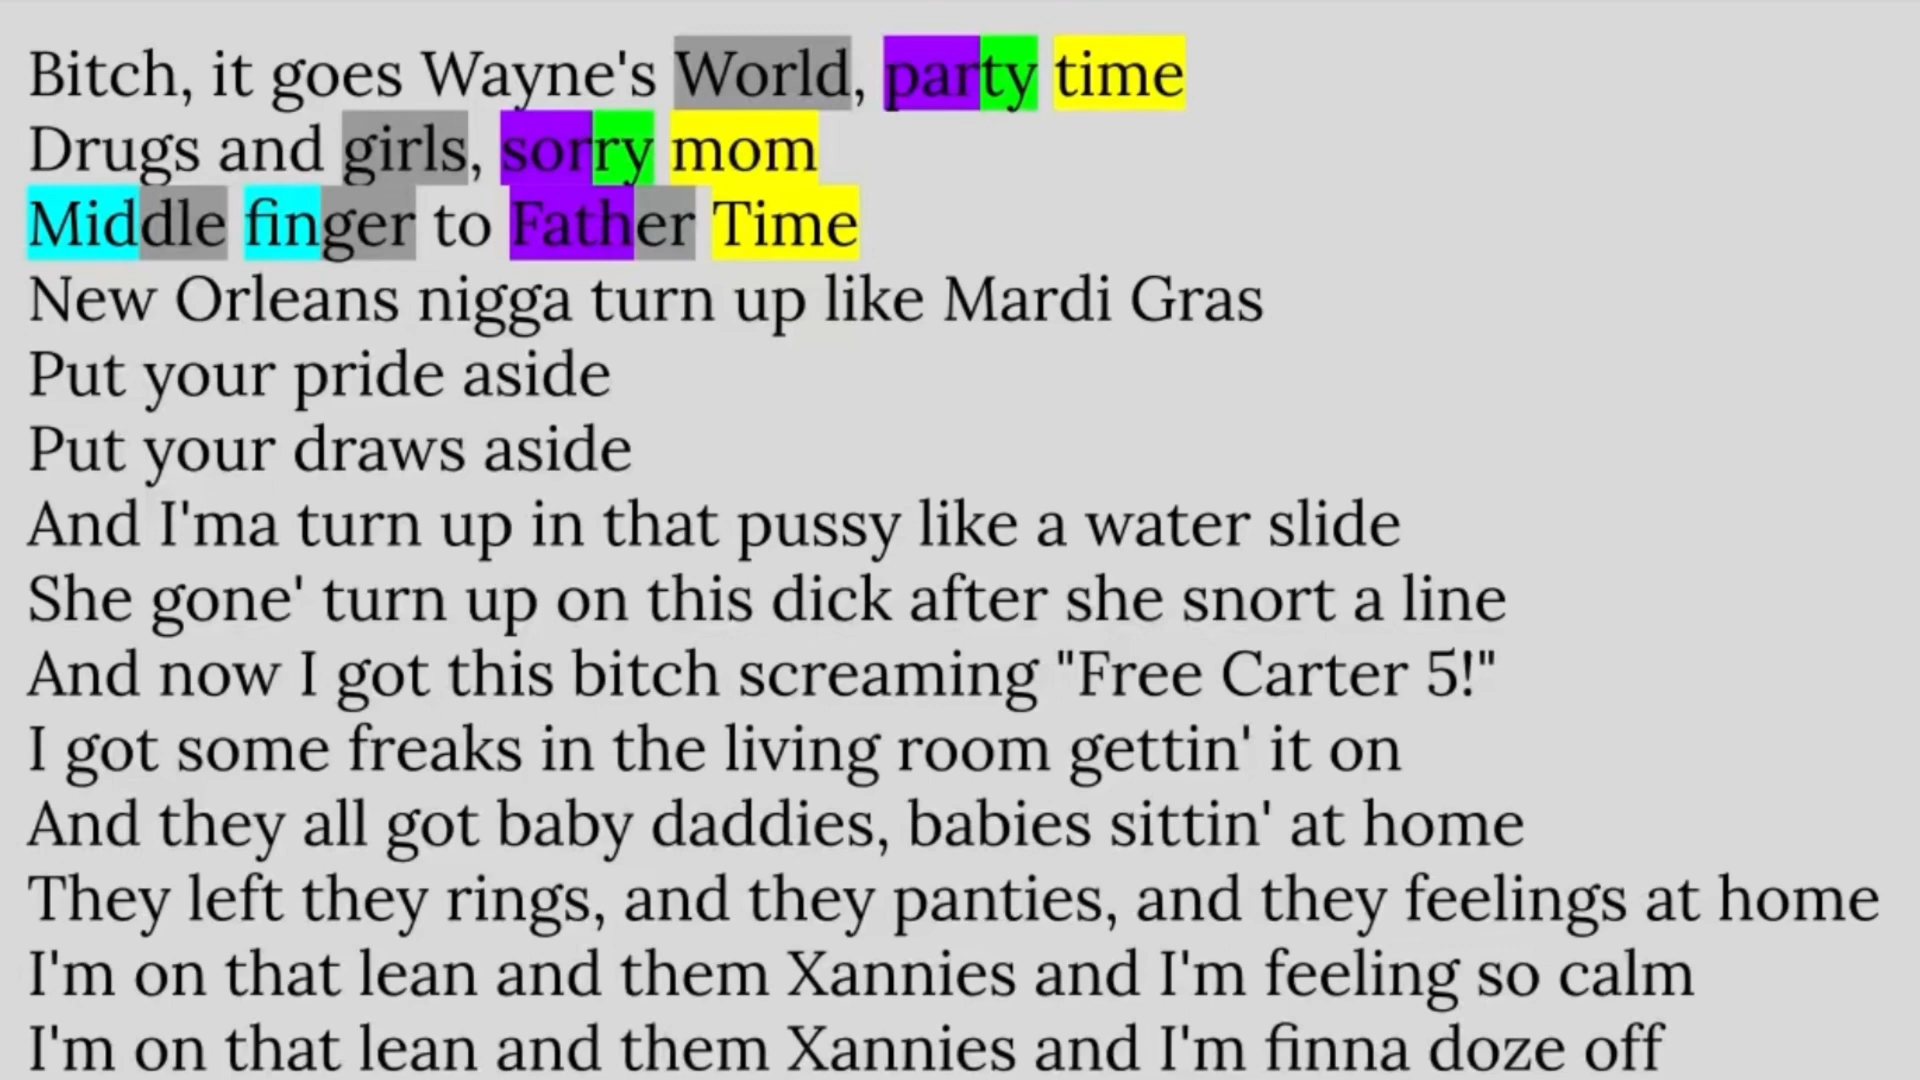 Bitch, it goes Wayne's World, party time
Drugs and girls, sorry mom
Middle finger to Father Time
New Orleans nigga turn up like Mardi Gras
Put your pride aside
Put your draws aside
And I'ma turn up in that pussy like a water slide
She gone' turn up on this dick after she snort a line
And now I got this bitch screaming "Free Carter 5!"
I got some freaks in the living room gettin' it on
And they all got baby daddies, babies sittin' at home
They left they rings, and they panties, and they feelings at home
I'm on that lean and them Xannies and I'm feeling so calm
I'm on that lean and them Xannies and I'm finna doze off